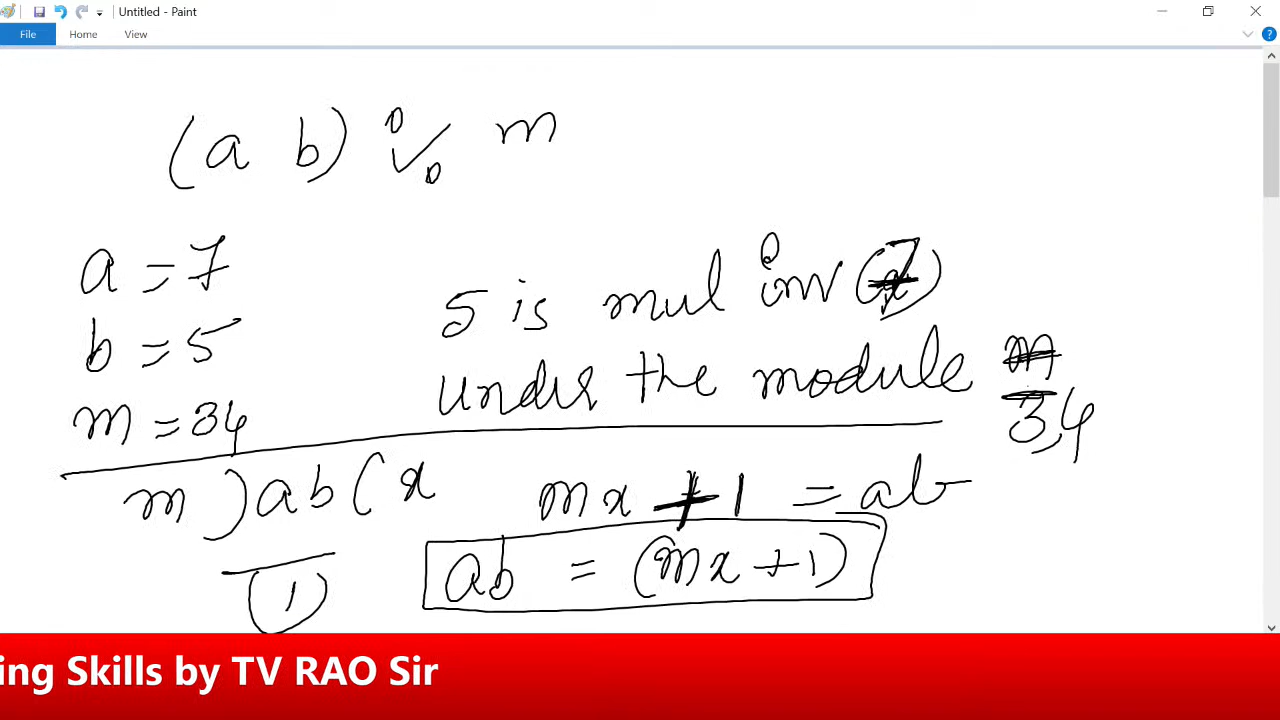 Untitled - Paint
File Home View
(a b) % m
a = 7
b = 5
m = 34
5 is mul inv (7)
under the module m
34
m ) ab ( x
1
mx + 1 = ab
ab = (mx + 1)
ing Skills by TV RAO Sir